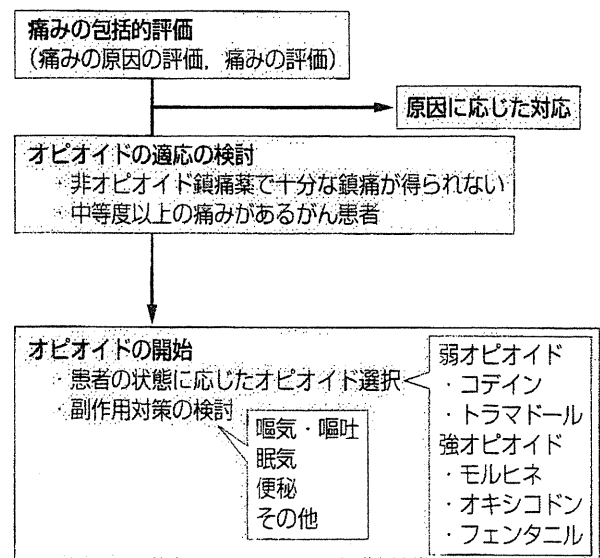 痛みの包括的評価
(痛みの原因の評価,痛みの評価)
原因に応じた対応
オピオイドの適応の検討
・非オピオイド鎮痛薬で十分な鎮痛が得られない
・中等度以上の痛みがあるがん患者
オピオイドの開始
・患者の状態に応じたオピオイド選択
・副作用対策の検討
嘔気・嘔吐
眠気
便秘
その他
弱オピオイド
・コデイン
・トラマドール
強オピオイド
・モルヒネ
・オキシコドン
・フェンタニル